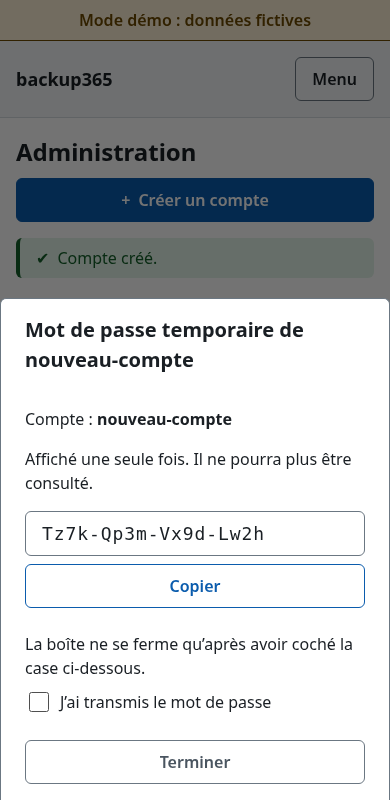 Mode démo : données fictives
backup365
Menu
Administration
+ Créer un compte
✔ Compte créé.
Mot de passe temporaire de
nouveau-compte
Compte : nouveau-compte
Affiché une seule fois. Il ne pourra plus être
consulté.
Tz7k-Qp3m-Vx9d-Lw2h
Copier
La boîte ne se ferme qu’après avoir coché la
case ci-dessous.
J’ai transmis le mot de passe
Terminer